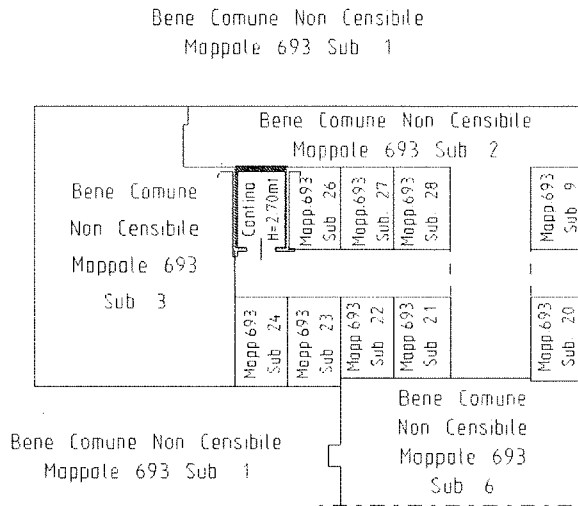 Bene Comune Non Censibile
Mappale 693 Sub 1
Bene Comune Non Censibile
Mappale 693 Sub 2
Bene Comune
Non Censibile
Mappale 693
Sub 3
Cantina
H=2.70mt
Mapp.693
Sub 26
Mapp.693
Sub. 27
Mapp.693
Sub 28
Mapp.693
Sub 9
Mapp.693
Sub 24
Mapp.693
Sub 23
Mapp.693
Sub 22
Mapp.693
Sub 21
Mapp.693
Sub 20
Bene Comune Non Censibile
Mappale 693 Sub 1
Bene Comune
Non Censibile
Mappale 693
Sub 6